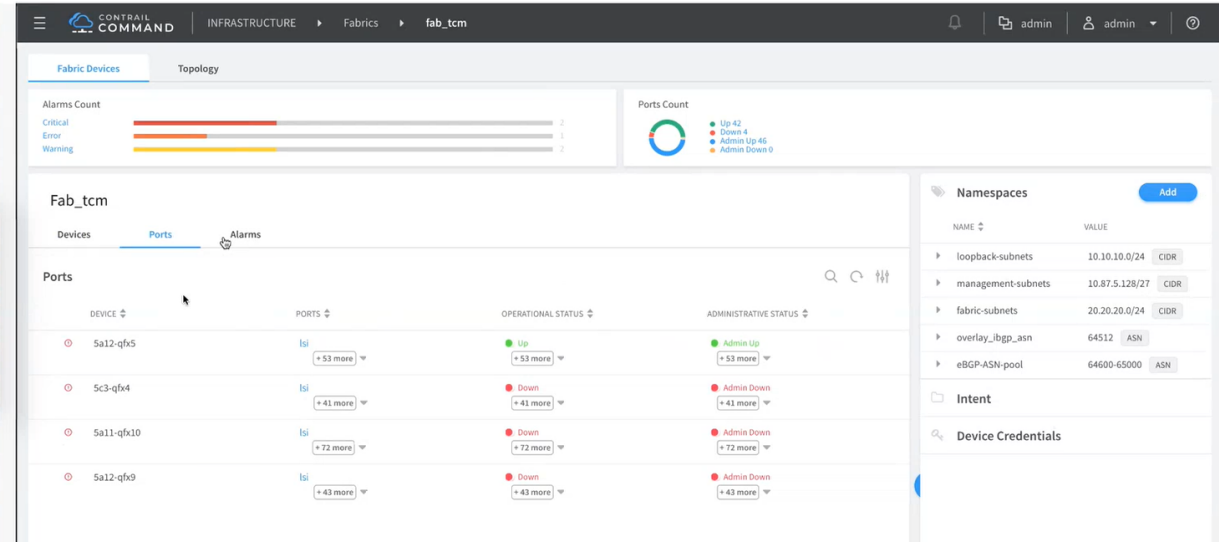 CONTRAIL
COMMAND
INFRASTRUCTURE
Fabrics
fab_tcm
admin
admin
Fabric Devices
Topology
Alarms Count
Critical 2
Error 1
Warning 2
Ports Count
Up 42
Down 4
Admin Up 46
Admin Down 0
Fab_tcm
Devices
Ports
Alarms
Ports
DEVICE
PORTS
OPERATIONAL STATUS
ADMINISTRATIVE STATUS
5a12-qfx5 lsi Up Admin Up
+ 53 more + 53 more + 53 more
5c3-qfx4 lsi Down Admin Down
+ 41 more + 41 more + 41 more
5a11-qfx10 lsi Down Admin Down
+ 72 more + 72 more + 72 more
5a12-qfx9 lsi Down Admin Down
+ 43 more + 43 more + 43 more
Namespaces
Add
NAME VALUE
loopback-subnets 10.10.10.0/24 CIDR
management-subnets 10.87.5.128/27 CIDR
fabric-subnets 20.20.20.0/24 CIDR
overlay_ibgp_asn 64512 ASN
eBGP-ASN-pool 64600-65000 ASN
Intent
Device Credentials